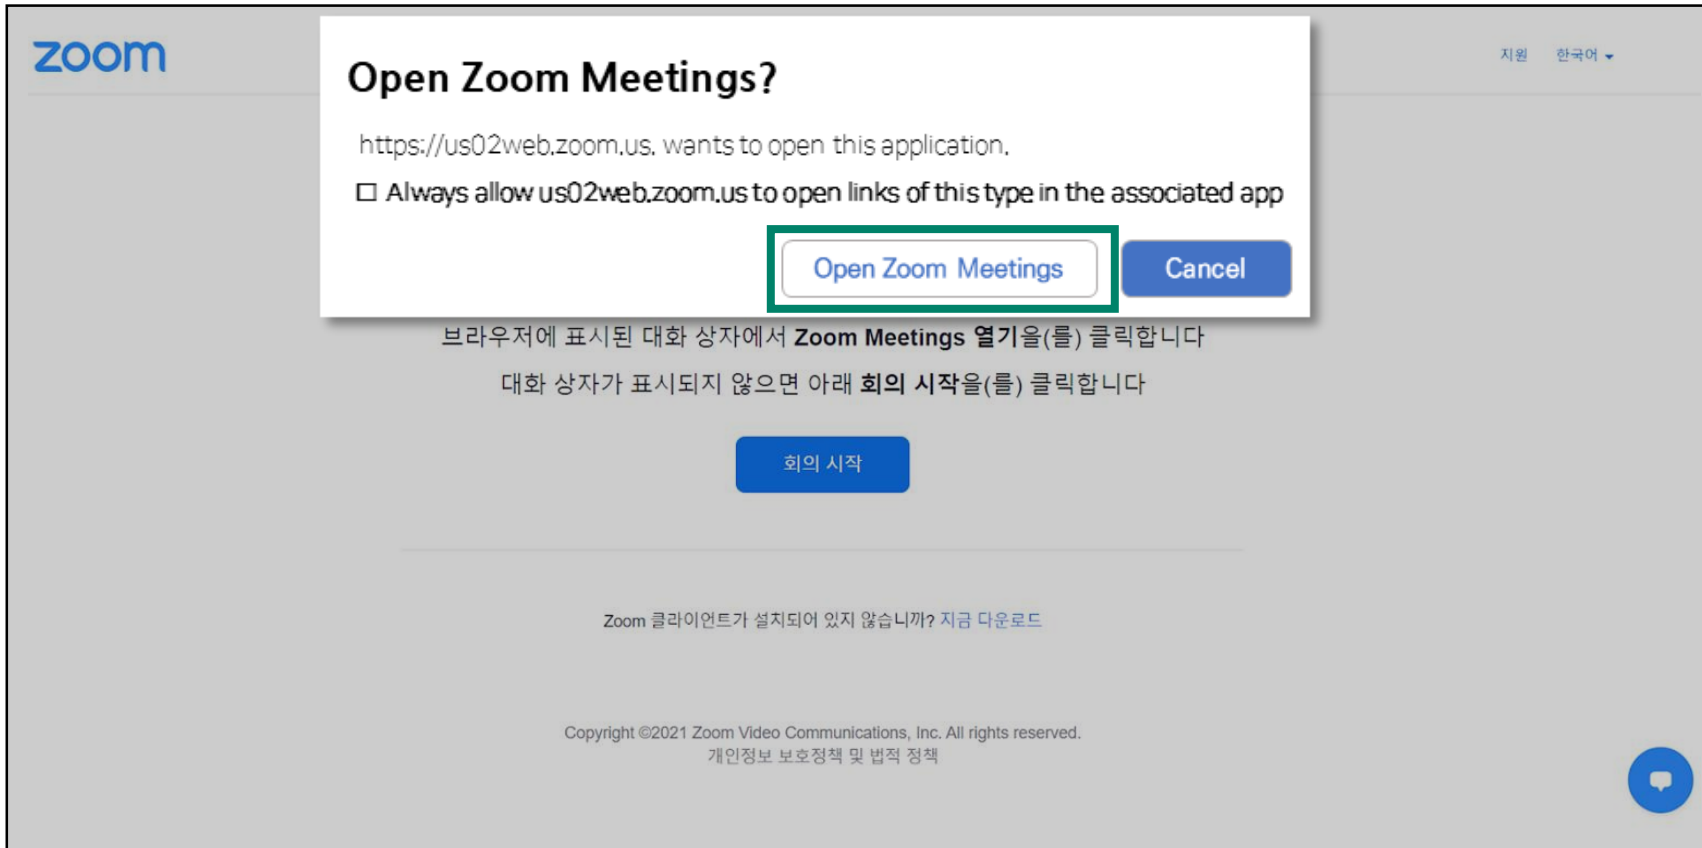 zoom
지원 한국어
Open Zoom Meetings?
https://us02web.zoom.us. wants to open this application.
Always allow us02web.zoom.us to open links of this type in the associated app
Open Zoom Meetings Cancel
브라우저에 표시된 대화 상자에서 Zoom Meetings 열기을(를) 클릭합니다
대화 상자가 표시되지 않으면 아래 회의 시작을(를) 클릭합니다
회의 시작
Zoom 클라이언트가 설치되어 있지 않습니까? 지금 다운로드
Copyright ©2021 Zoom Video Communications, Inc. All rights reserved.
개인정보 보호정책 및 법적 정책